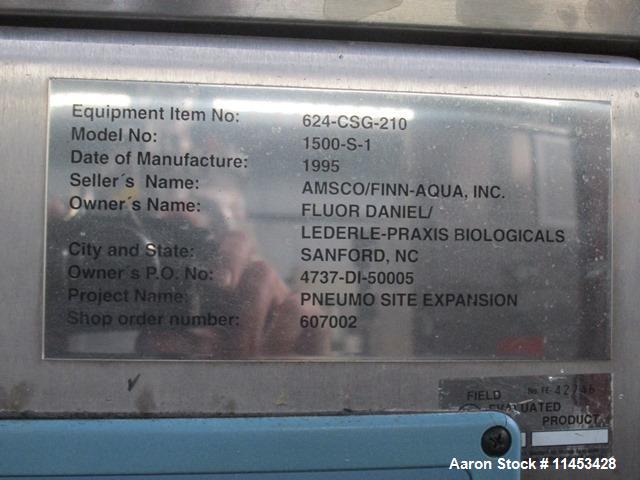 Equipment Item No: 624-CSG-210
Model No: 1500-S-1
Date of Manufacture: 1995
Seller´s Name: AMSCO/FINN-AQUA, INC.
Owner´s Name: FLUOR DANIEL/
LEDERLE-PRAXIS BIOLOGICALS
City and State: SANFORD, NC
Owner´s P.O. No: 4737-DI-50005
Project Name: PNEUMO SITE EXPANSION
Shop order number: 607002
No. FE-
FIELD
EVALUATED
PRODUCT
Aaron Stock # 11453428